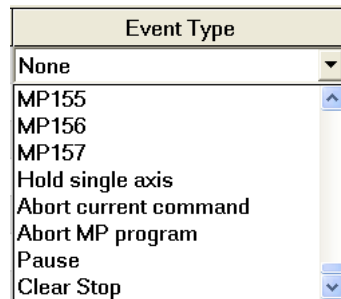 Event Type
None
MP155
MP156
MP157
Hold single axis
Abort current command
Abort MP program
Pause
Clear Stop